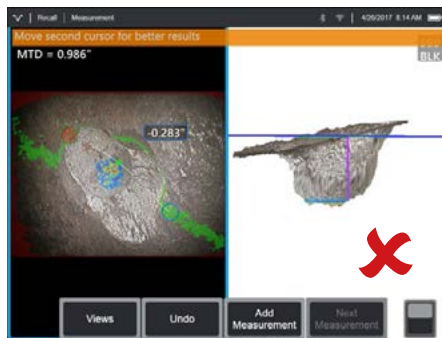 Recall | Measurement
4/26/2017 8:14 AM
Move second cursor for better results
MTD = 0.986"
BLK
-0.283"
Views
Undo
Add
Measurement
Next
Measurement